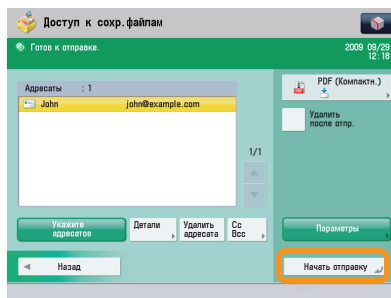 Доступ к сохр.файлам
Готов к отправке.
2009 09/29
12:18
Адресаты : 1
John john@example.com
1/1
PDF (Компактн.)
Удалить
после отпр.
Укажите
адресатов
Детали
Удалить
адресата
Cc
Bcc
Параметры
Назад
Начать отправку